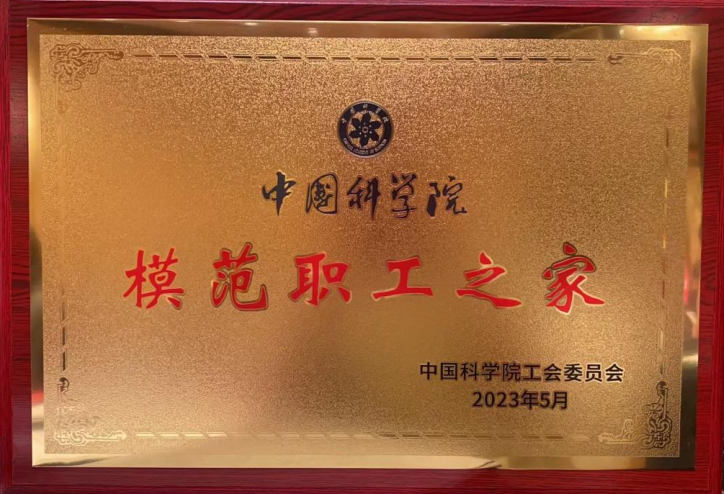 中国科学院
模范职工之家
中国科学院工会委员会
2023年5月